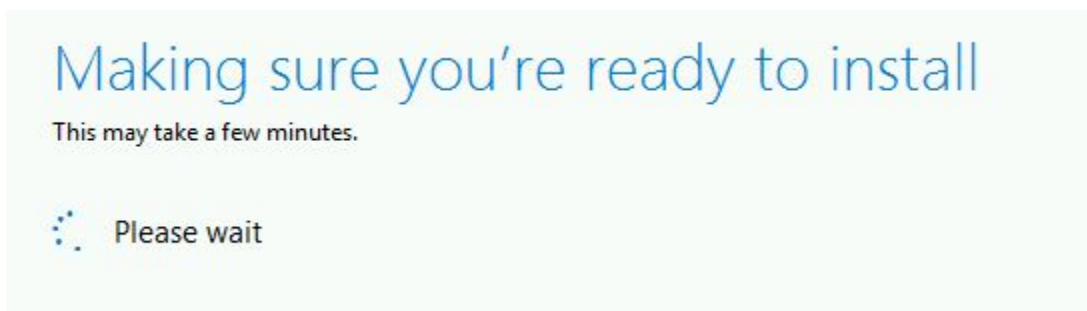 Making sure you're ready to install
This may take a few minutes.
Please wait